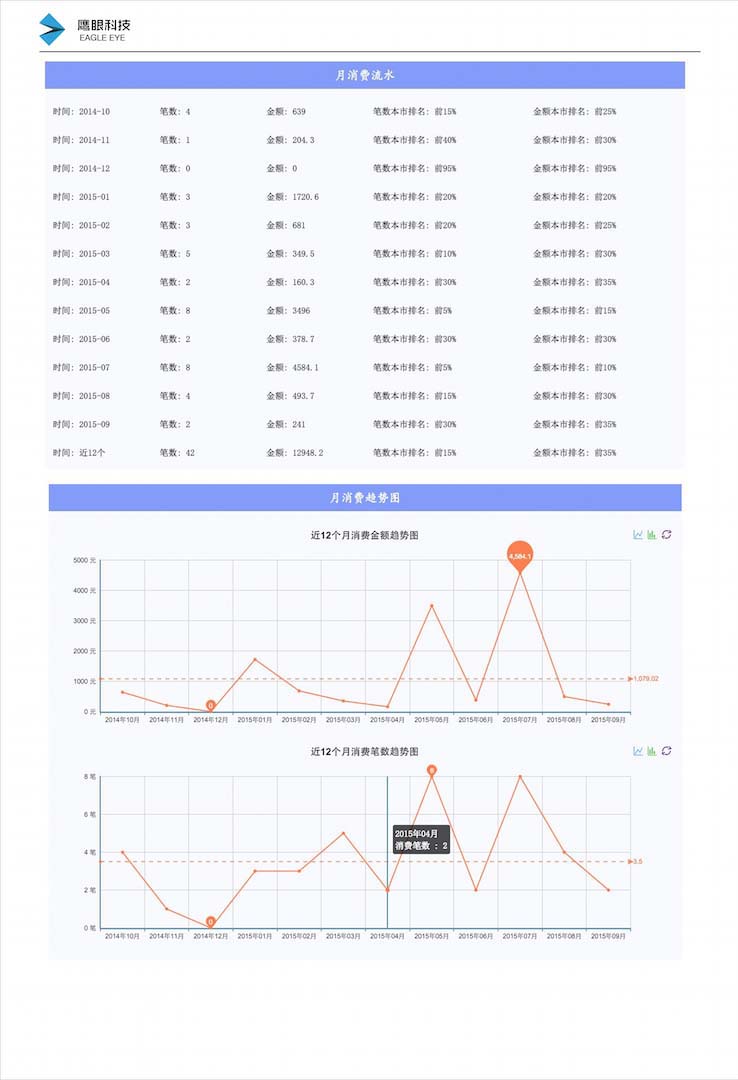 鹰眼科技
EAGLE EYE
月消费流水
时间: 2014-10 笔数: 4 金额: 639 笔数本市排名: 前15% 金额本市排名: 前25%
时间: 2014-11 笔数: 1 金额: 204.3 笔数本市排名: 前40% 金额本市排名: 前30%
时间: 2014-12 笔数: 0 金额: 0 笔数本市排名: 前95% 金额本市排名: 前95%
时间: 2015-01 笔数: 3 金额: 1720.6 笔数本市排名: 前20% 金额本市排名: 前20%
时间: 2015-02 笔数: 3 金额: 681 笔数本市排名: 前20% 金额本市排名: 前25%
时间: 2015-03 笔数: 5 金额: 349.5 笔数本市排名: 前10% 金额本市排名: 前30%
时间: 2015-04 笔数: 2 金额: 160.3 笔数本市排名: 前30% 金额本市排名: 前35%
时间: 2015-05 笔数: 8 金额: 3496 笔数本市排名: 前5% 金额本市排名: 前15%
时间: 2015-06 笔数: 2 金额: 378.7 笔数本市排名: 前30% 金额本市排名: 前30%
时间: 2015-07 笔数: 8 金额: 4584.1 笔数本市排名: 前5% 金额本市排名: 前10%
时间: 2015-08 笔数: 4 金额: 493.7 笔数本市排名: 前15% 金额本市排名: 前30%
时间: 2015-09 笔数: 2 金额: 241 笔数本市排名: 前30% 金额本市排名: 前35%
时间: 近12个 笔数: 42 金额: 12948.2 笔数本市排名: 前15% 金额本市排名: 前35%
月消费趋势图
近12个月消费金额趋势图
4,584.1
5000 元
4000 元
3000 元
2000 元
1000 元
1,079.02
0
0 元
2014年10月 2014年11月 2014年12月 2015年01月 2015年02月 2015年03月 2015年04月 2015年05月 2015年06月 2015年07月 2015年08月 2015年09月
近12个月消费笔数趋势图
8
8 笔
6 笔
2015年04月
消费笔数 : 2
4 笔
3.5
2 笔
0
0 笔
2014年10月 2014年11月 2014年12月 2015年01月 2015年02月 2015年03月 2015年04月 2015年05月 2015年06月 2015年07月 2015年08月 2015年09月